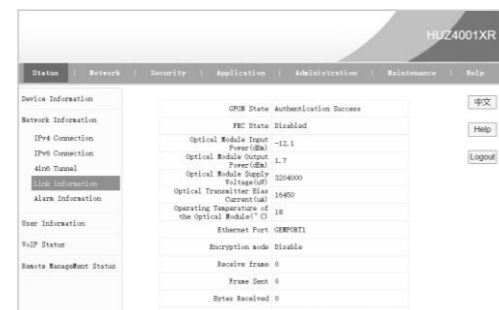 HUZ4001XR
Status | Network | Security | Application | Administration | Maintenance | Help
Device Information
Network Information
IPv4 Connection
IPv6 Connection
4in6 Tunnel
Link Information
Alarm Information
User Information
VoIP Status
Remote Management Status
GPON State Authentication Success
FEC State Disabled
Optical Module Input
Power(dBm) -12.1
Optical Module Output
Power(dBm) 1.7
Optical Module Supply
Voltage(uV) 3204000
Optical Transmitter Bias
Current(uA) 16450
Operating Temperature of
the Optical Module(°C) 18
Ethernet Port GEMPORT1
Encryption mode Disable
Receive frame 0
Frame Sent 0
Bytes Received 0
中文
Help
Logout